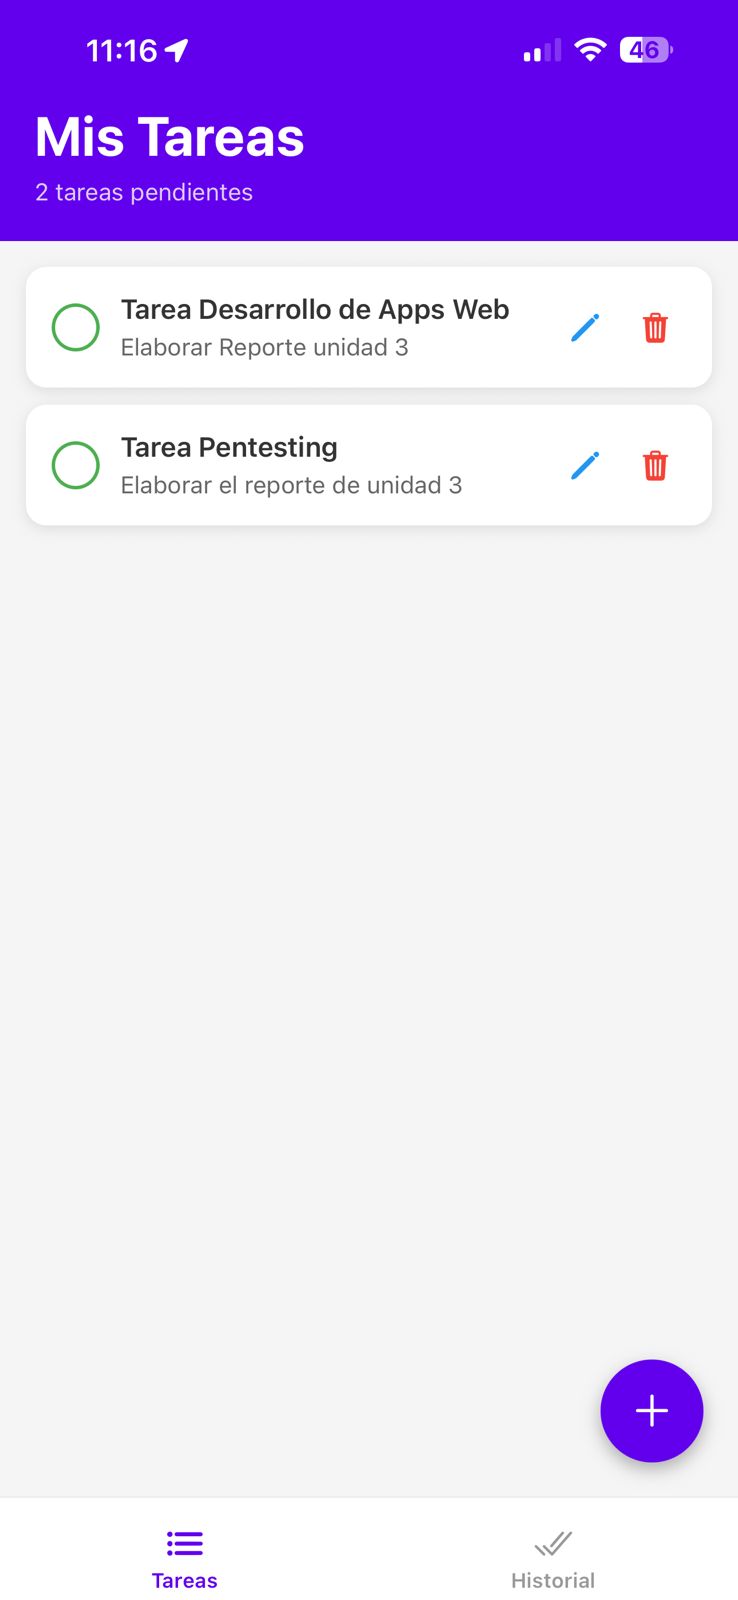 11:16
46
Mis Tareas
2 tareas pendientes
Tarea Desarrollo de Apps Web
Elaborar Reporte unidad 3
Tarea Pentesting
Elaborar el reporte de unidad 3
Tareas
Historial